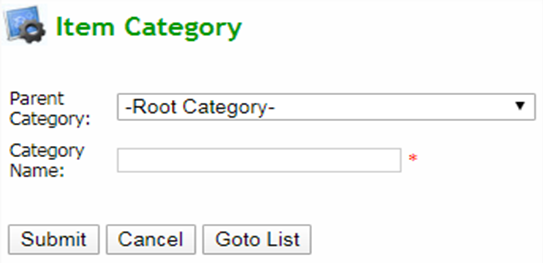 Item Category
Parent Category:
-Root Category-
Category Name:
*
Submit
Cancel
Goto List